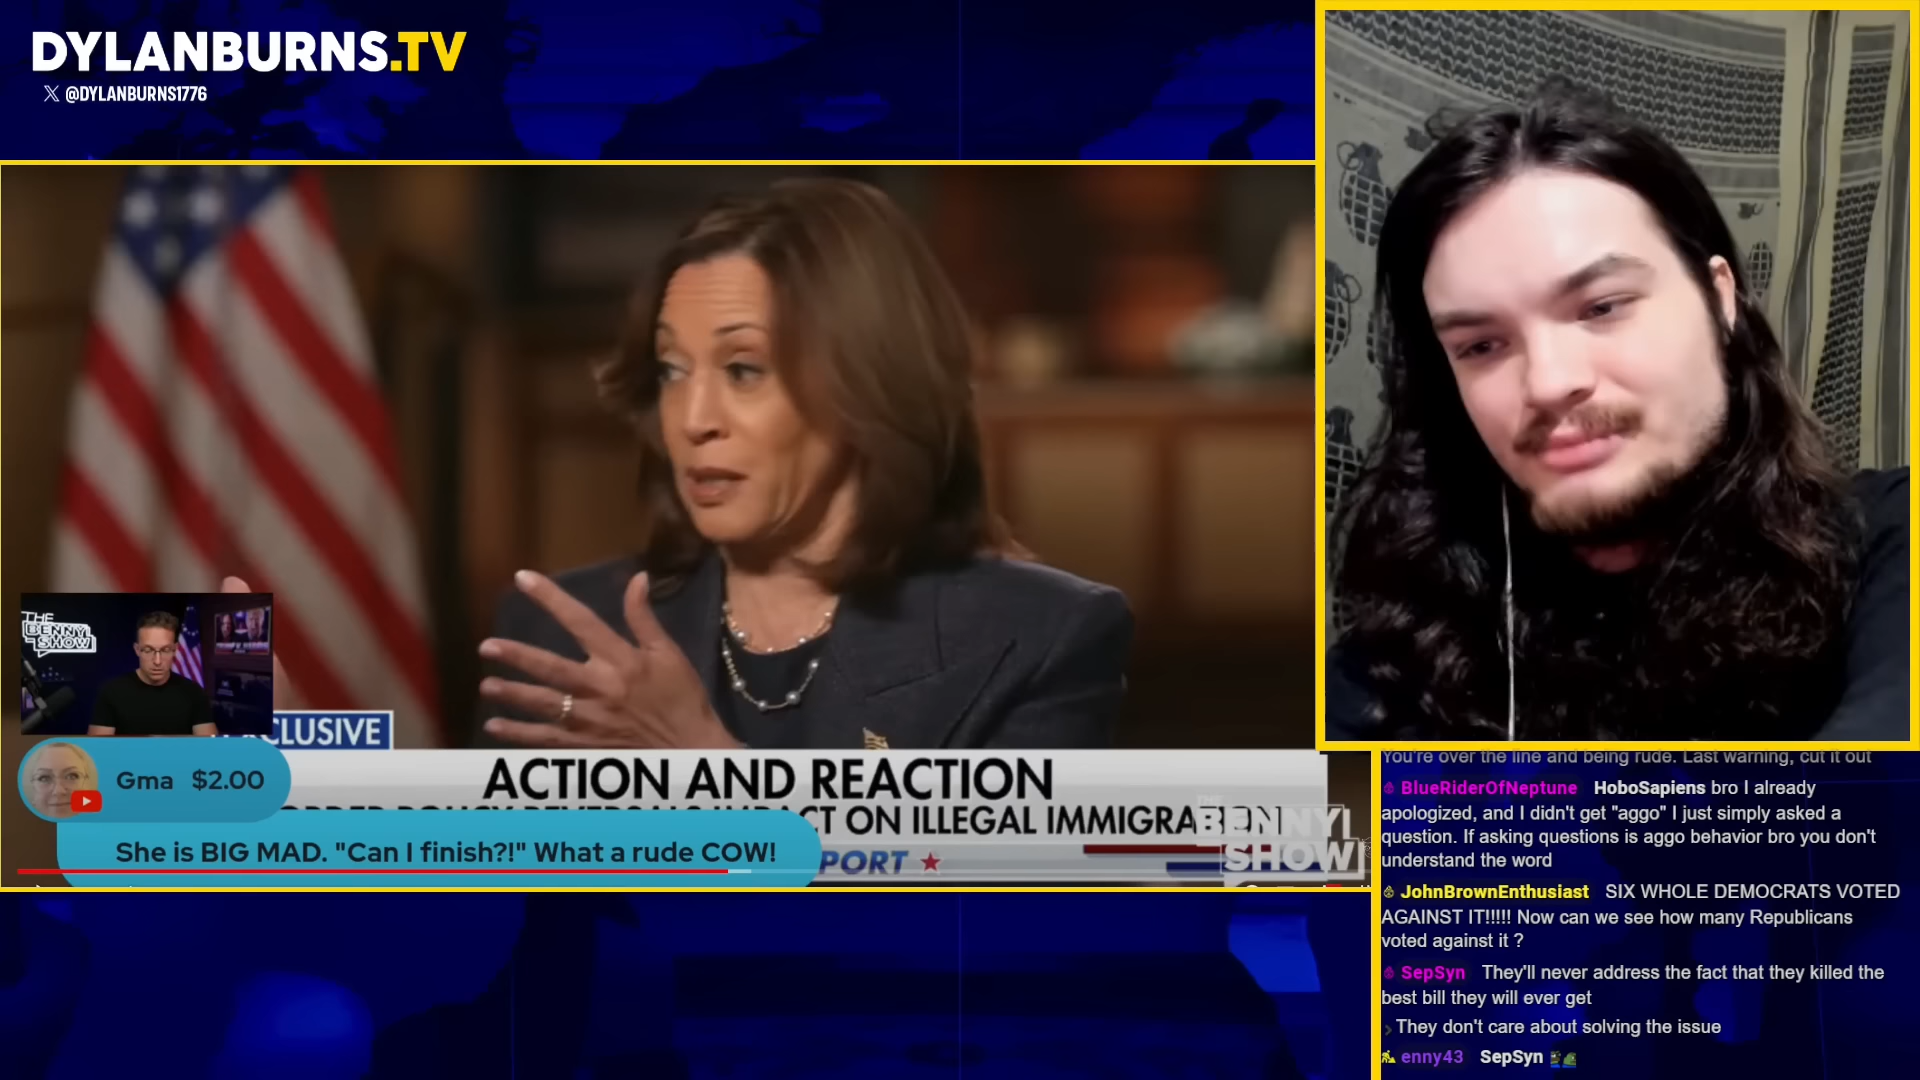 DYLANBURNS.TV
@DYLANBURNS1776
THE
BENNY
SHOW
CLUSIVE
Gma $2.00
She is BIG MAD. "Can I finish?!" What a rude COW!
ACTION AND REACTION
ON ILLEGAL
BENNY
SHOW
You're over the line and being rude. Last warning, cut it out
BlueRiderOfNeptune HoboSapiens bro I already
apologized, and I didn't get "aggo" I just simply asked a
question. If asking questions is aggo behavior bro you don't
understand the word
JohnBrownEnthusiast SIX WHOLE DEMOCRATS VOTED
AGAINST IT!!!!! Now can we see how many Republicans
voted against it ?
SepSyn They'll never address the fact that they killed the
best bill they will ever get
They don't care about solving the issue
enny43 SepSyn